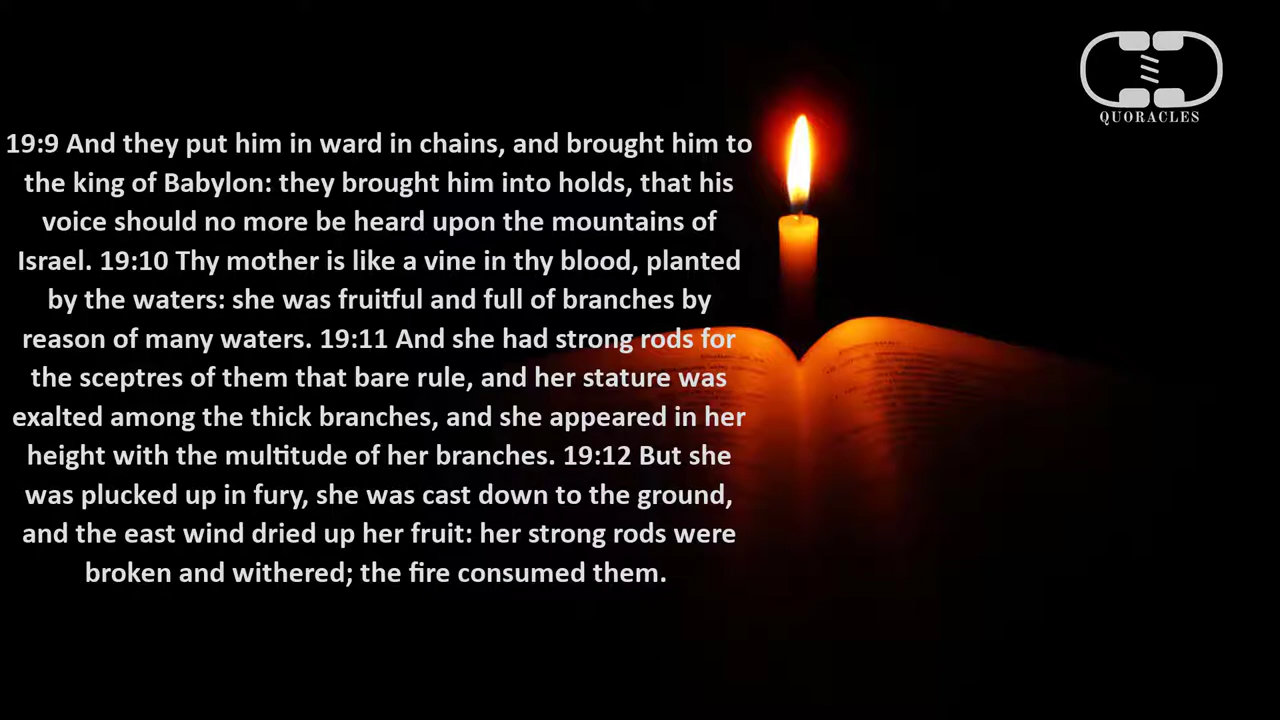 QUORACLES
19:9 And they put him in ward in chains, and brought him to
the king of Babylon: they brought him into holds, that his
voice should no more be heard upon the mountains of
Israel. 19:10 Thy mother is like a vine in thy blood, planted
by the waters: she was fruitful and full of branches by
reason of many waters. 19:11 And she had strong rods for
the sceptres of them that bare rule, and her stature was
exalted among the thick branches, and she appeared in her
height with the multitude of her branches. 19:12 But she
was plucked up in fury, she was cast down to the ground,
and the east wind dried up her fruit: her strong rods were
broken and withered; the fire consumed them.